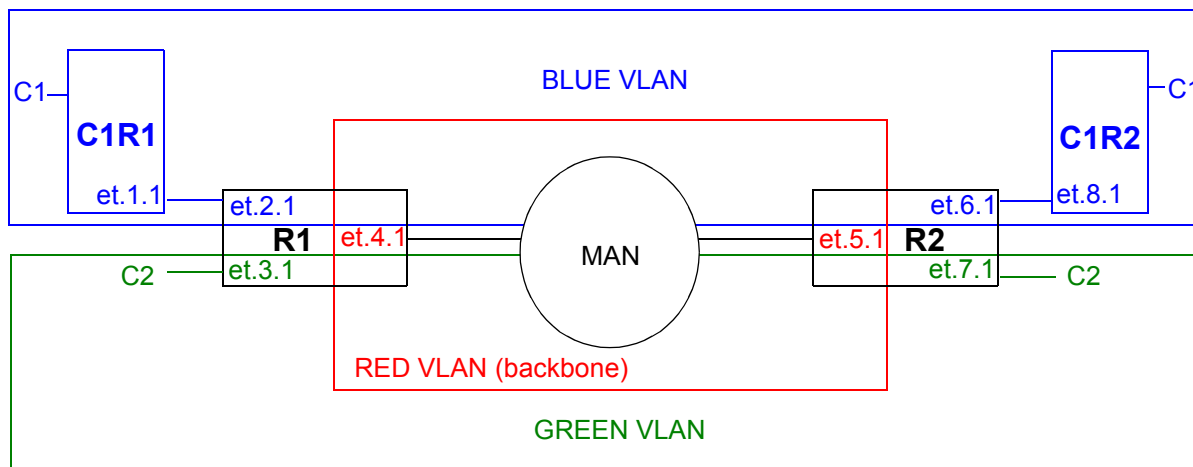 BLUE VLAN
C1
C1
C1R1
C1R2
et.1.1
et.8.1
et.2.1
et.6.1
R1
et.4.1
et.5.1
R2
MAN
C2
et.3.1
et.7.1
C2
RED VLAN (backbone)
GREEN VLAN